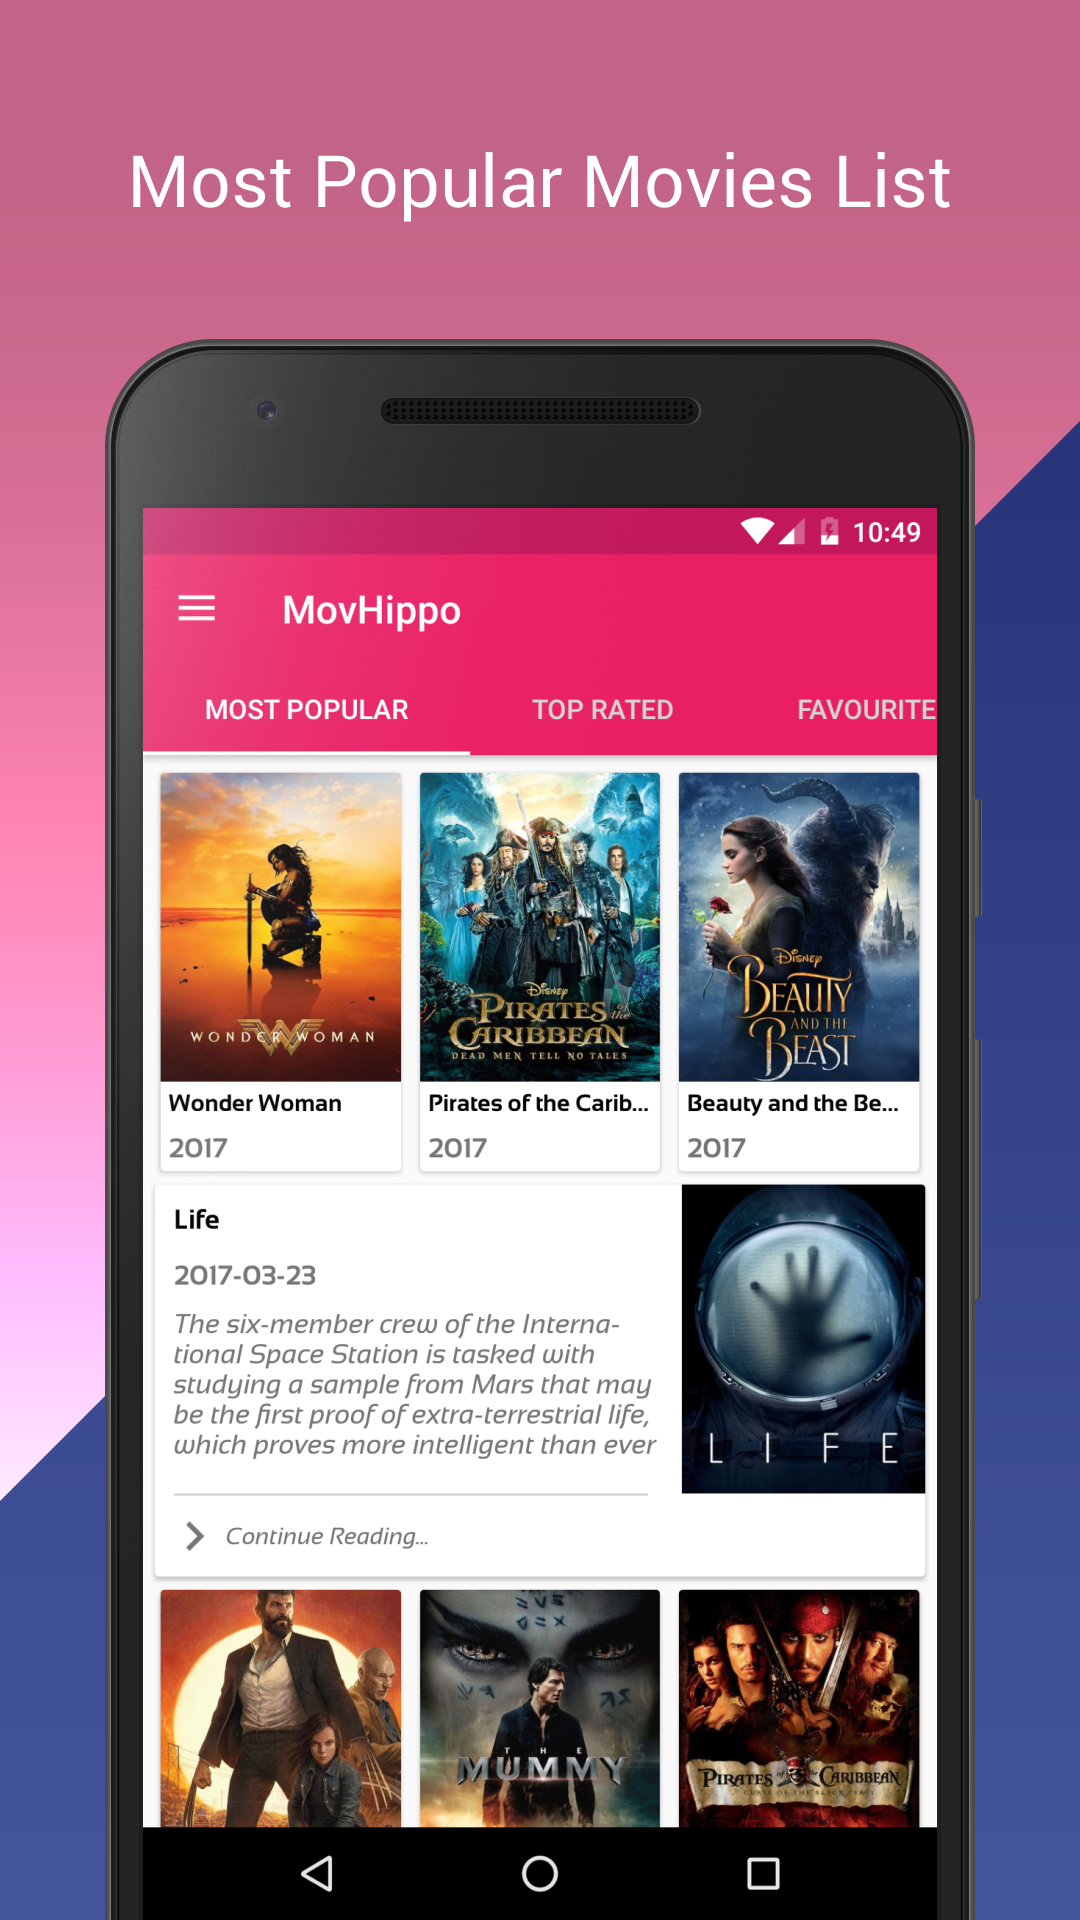 Most Popular Movies List
10:49
MovHippo
MOST POPULAR
TOP RATED
FAVOURITE
WONDER WOMAN
Disney
PIRATES of the
CARIBBEAN
DEAD MEN TELL NO TALES
Disney
BEAUTY
AND THE
BEAST
Wonder Woman
2017
Pirates of the Carib...
2017
Beauty and the Be...
2017
Life
2017-03-23
The six-member crew of the Interna-
tional Space Station is tasked with
studying a sample from Mars that may
be the first proof of extra-terrestrial life,
which proves more intelligent than ever
LIFE
Continue Reading...
THE
MUMMY
PIRATES of the CARIBBEAN
CURSE OF THE BLACK PEARL